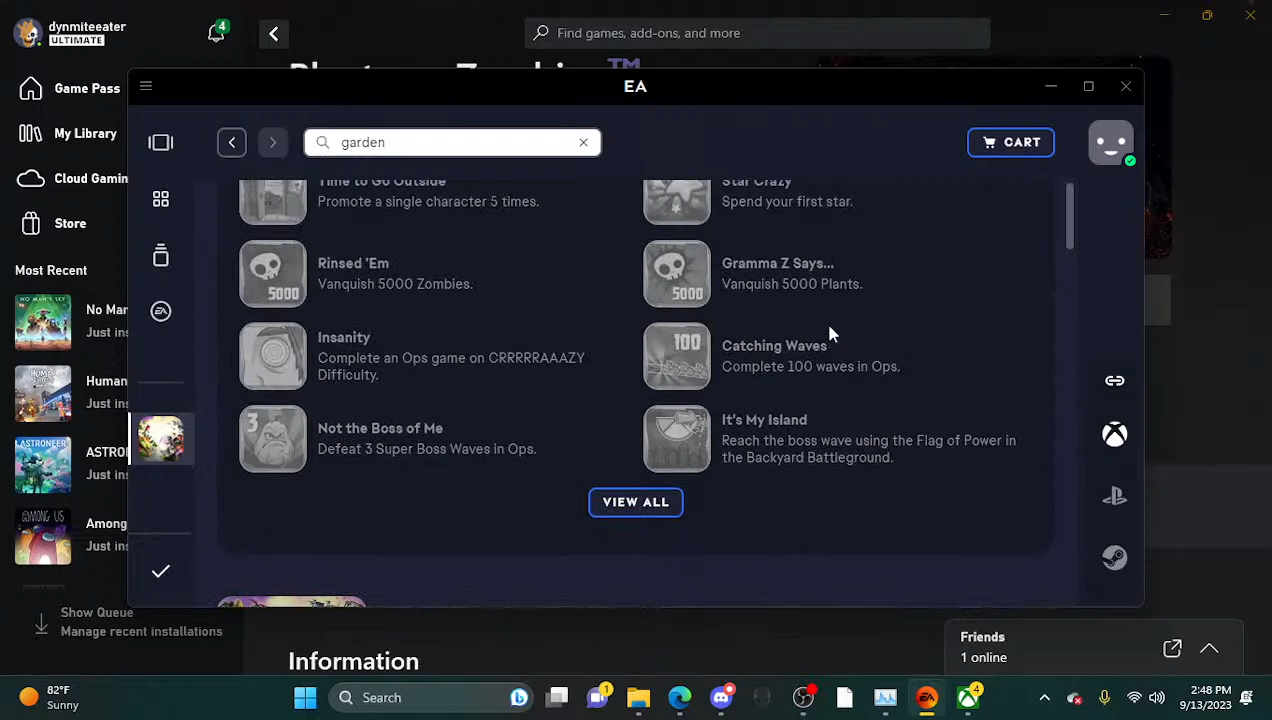 dynmiteeater
ULTIMATE
4
Find games, add-ons, and more
Game Pass
My Library
Cloud Gamin
Store
Most Recent
No Mar
Just ins
Human
Just ins
ASTRO
Just ins
Among
Just ins
Show Queue
Manage recent installations
TM
EA
garden
CART
Time to Go Outside
Promote a single character 5 times.
Star Crazy
Spend your first star.
5000
Rinsed 'Em
Vanquish 5000 Zombies.
5000
Gramma Z Says...
Vanquish 5000 Plants.
Insanity
Complete an Ops game on CRRRRRAAAZY
Difficulty.
100
Catching Waves
Complete 100 waves in Ops.
3
Not the Boss of Me
Defeat 3 Super Boss Waves in Ops.
It's My Island
Reach the boss wave using the Flag of Power in
the Backyard Battleground.
VIEW ALL
Information
Friends
1 online
82°F
Sunny
Search
1
4
2:48 PM
9/13/2023